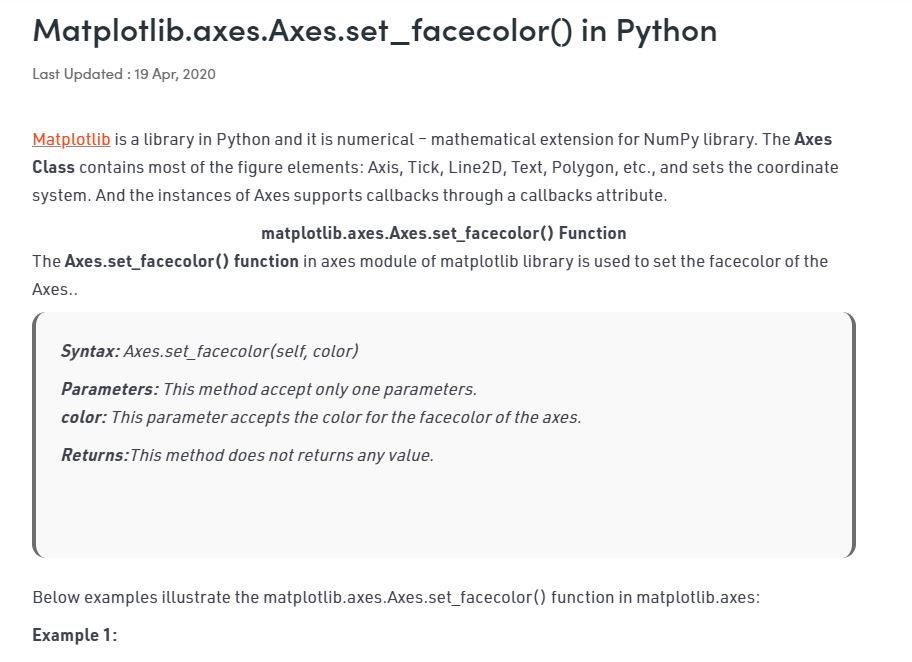 Matplotlib.axes.Axes.set_facecolor() in Python
Last Updated : 19 Apr, 2020
Matplotlib is a library in Python and it is numerical – mathematical extension for NumPy library. The Axes
Class contains most of the figure elements: Axis, Tick, Line2D, Text, Polygon, etc., and sets the coordinate
system. And the instances of Axes supports callbacks through a callbacks attribute.
matplotlib.axes.Axes.set_facecolor() Function
The Axes.set_facecolor() function in axes module of matplotlib library is used to set the facecolor of the
Axes..
Syntax: Axes.set_facecolor(self, color)
Parameters: This method accept only one parameters.
color: This parameter accepts the color for the facecolor of the axes.
Returns:This method does not returns any value.
Below examples illustrate the matplotlib.axes.Axes.set_facecolor() function in matplotlib.axes:
Example 1: